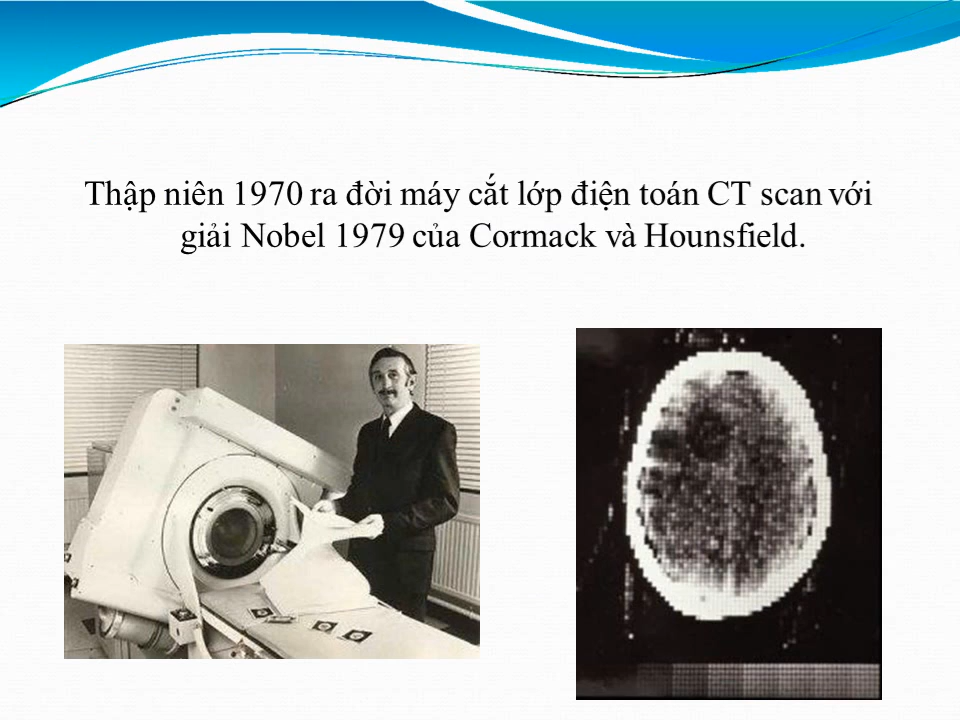 Thập niên 1970 ra đời máy cắt lớp điện toán CT scan với
giải Nobel 1979 của Cormack và Hounsfield.